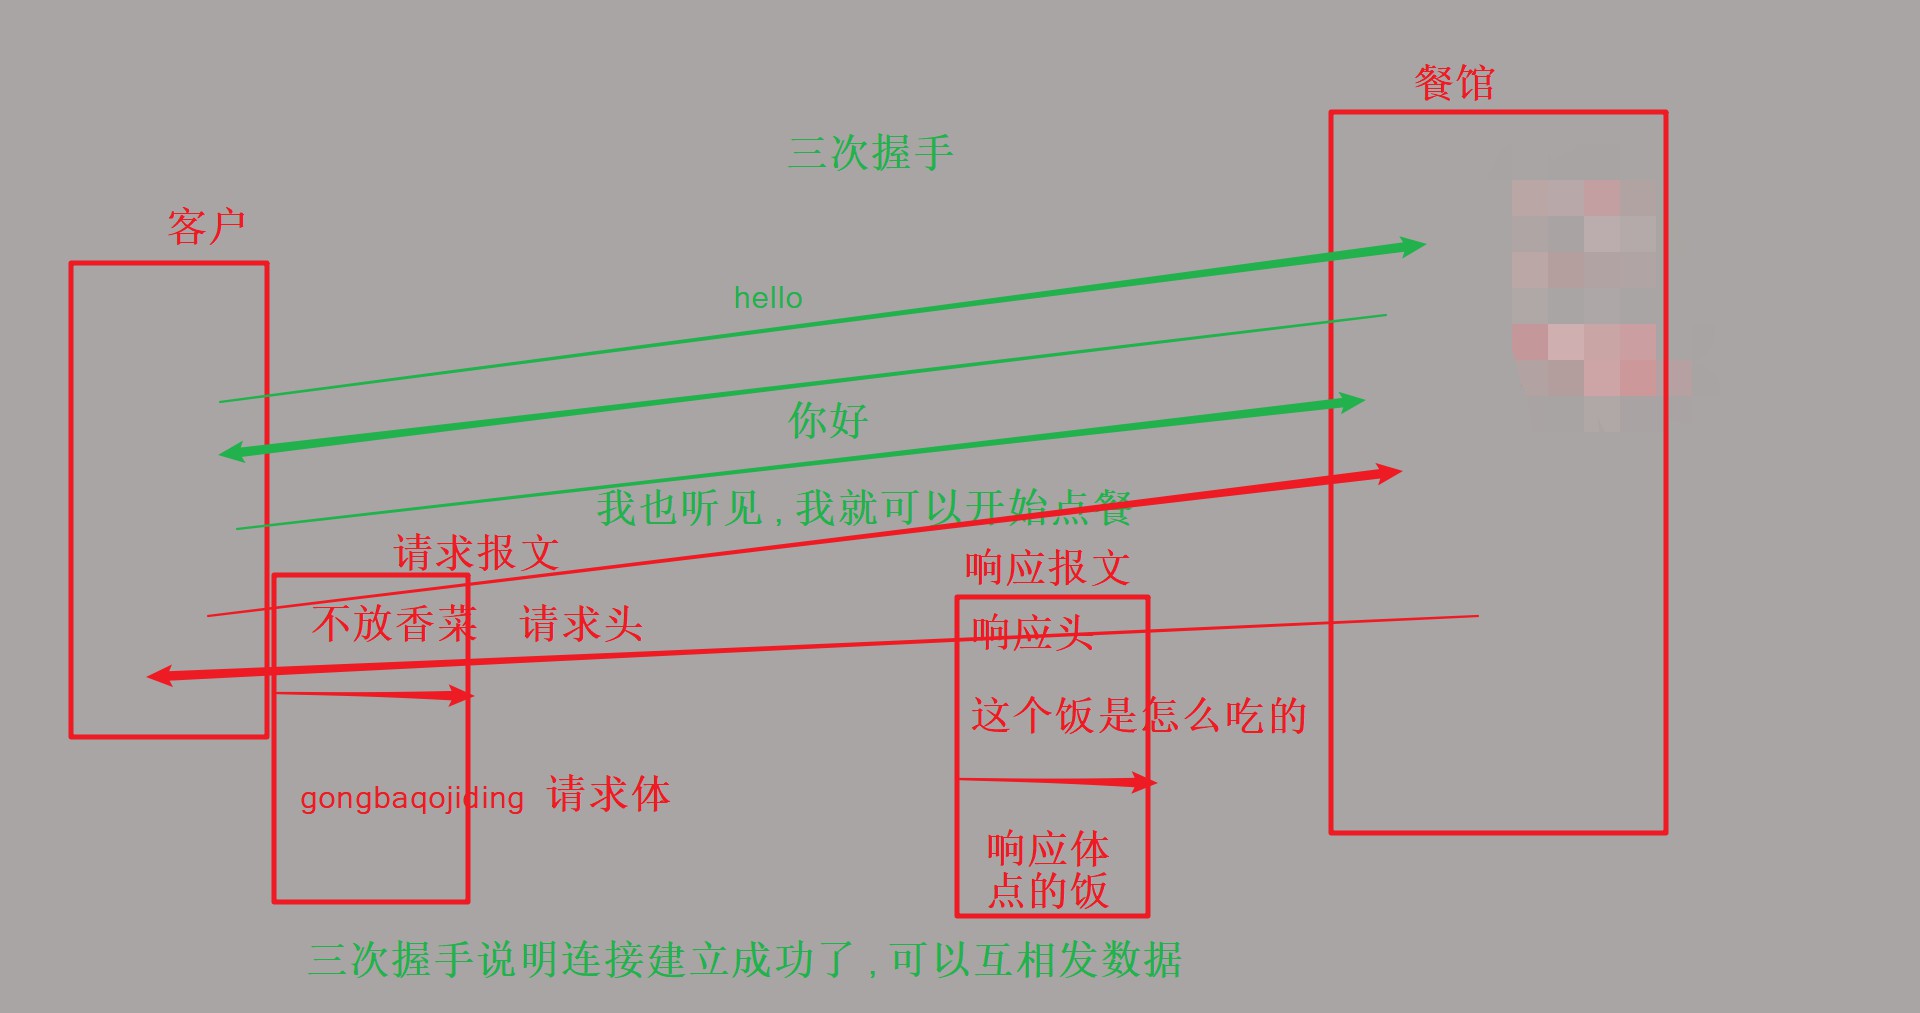 餐馆
三次握手
客户
hello
你好
我也听见,我就可以开始点餐
请求报文
响应报文
不放香菜 请求头
响应头
这个饭是怎么吃的
gongbaqojiding 请求体
响应体
点的饭
三次握手说明连接建立成功了,可以互相发数据